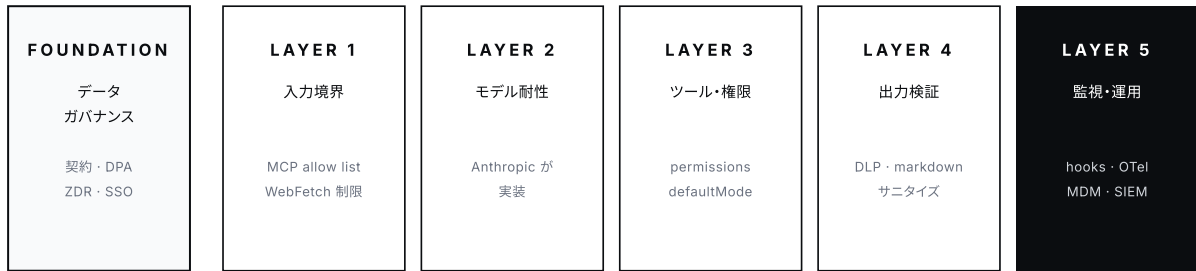 FOUNDATION
データ
ガバナンス
契約 · DPA
ZDR · SSO
LAYER 1
入力境界
MCP allow list
WebFetch 制限
LAYER 2
モデル耐性
Anthropic が
実装
LAYER 3
ツール・権限
permissions
defaultMode
LAYER 4
出力検証
DLP · markdown
サニタイズ
LAYER 5
監視・運用
hooks · OTel
MDM · SIEM